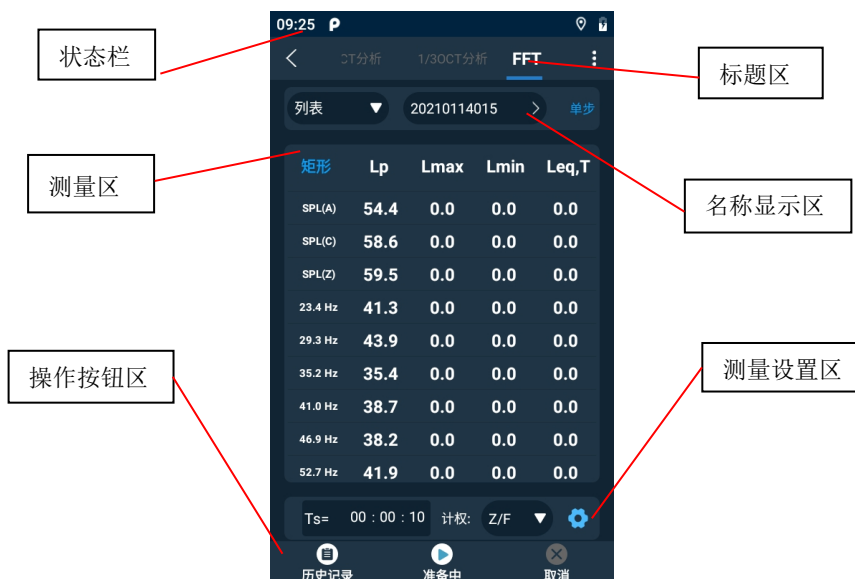 09:25
状态栏
CT分析 1/3OCT分析 FFT
标题区
列表 20210114015 单步
测量区
矩形 Lp Lmax Lmin Leq,T
名称显示区
SPL(A) 54.4 0.0 0.0 0.0
SPL(C) 58.6 0.0 0.0 0.0
SPL(Z) 59.5 0.0 0.0 0.0
23.4 Hz 41.3 0.0 0.0 0.0
29.3 Hz 43.9 0.0 0.0 0.0
35.2 Hz 35.4 0.0 0.0 0.0
操作按钮区
测量设置区
41.0 Hz 38.7 0.0 0.0 0.0
46.9 Hz 38.2 0.0 0.0 0.0
52.7 Hz 41.9 0.0 0.0 0.0
Ts= 00 : 00 : 10 计权: Z/F
历史记录 准备中 取消